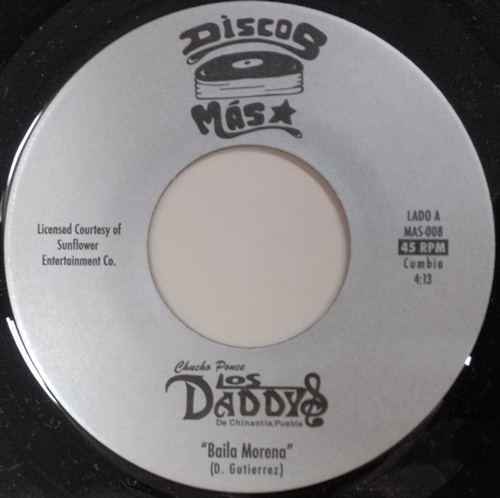 Discos
Más
Licensed Courtesy of
Sunflower
Entertainment Co.
LADO A
MAS-008
45 RPM
Cumbia
4:13
Chucho Ponce
LOS
DADDYS
De Chinantla, Puebla
"Baila Morena"
(D. Gutierrez)